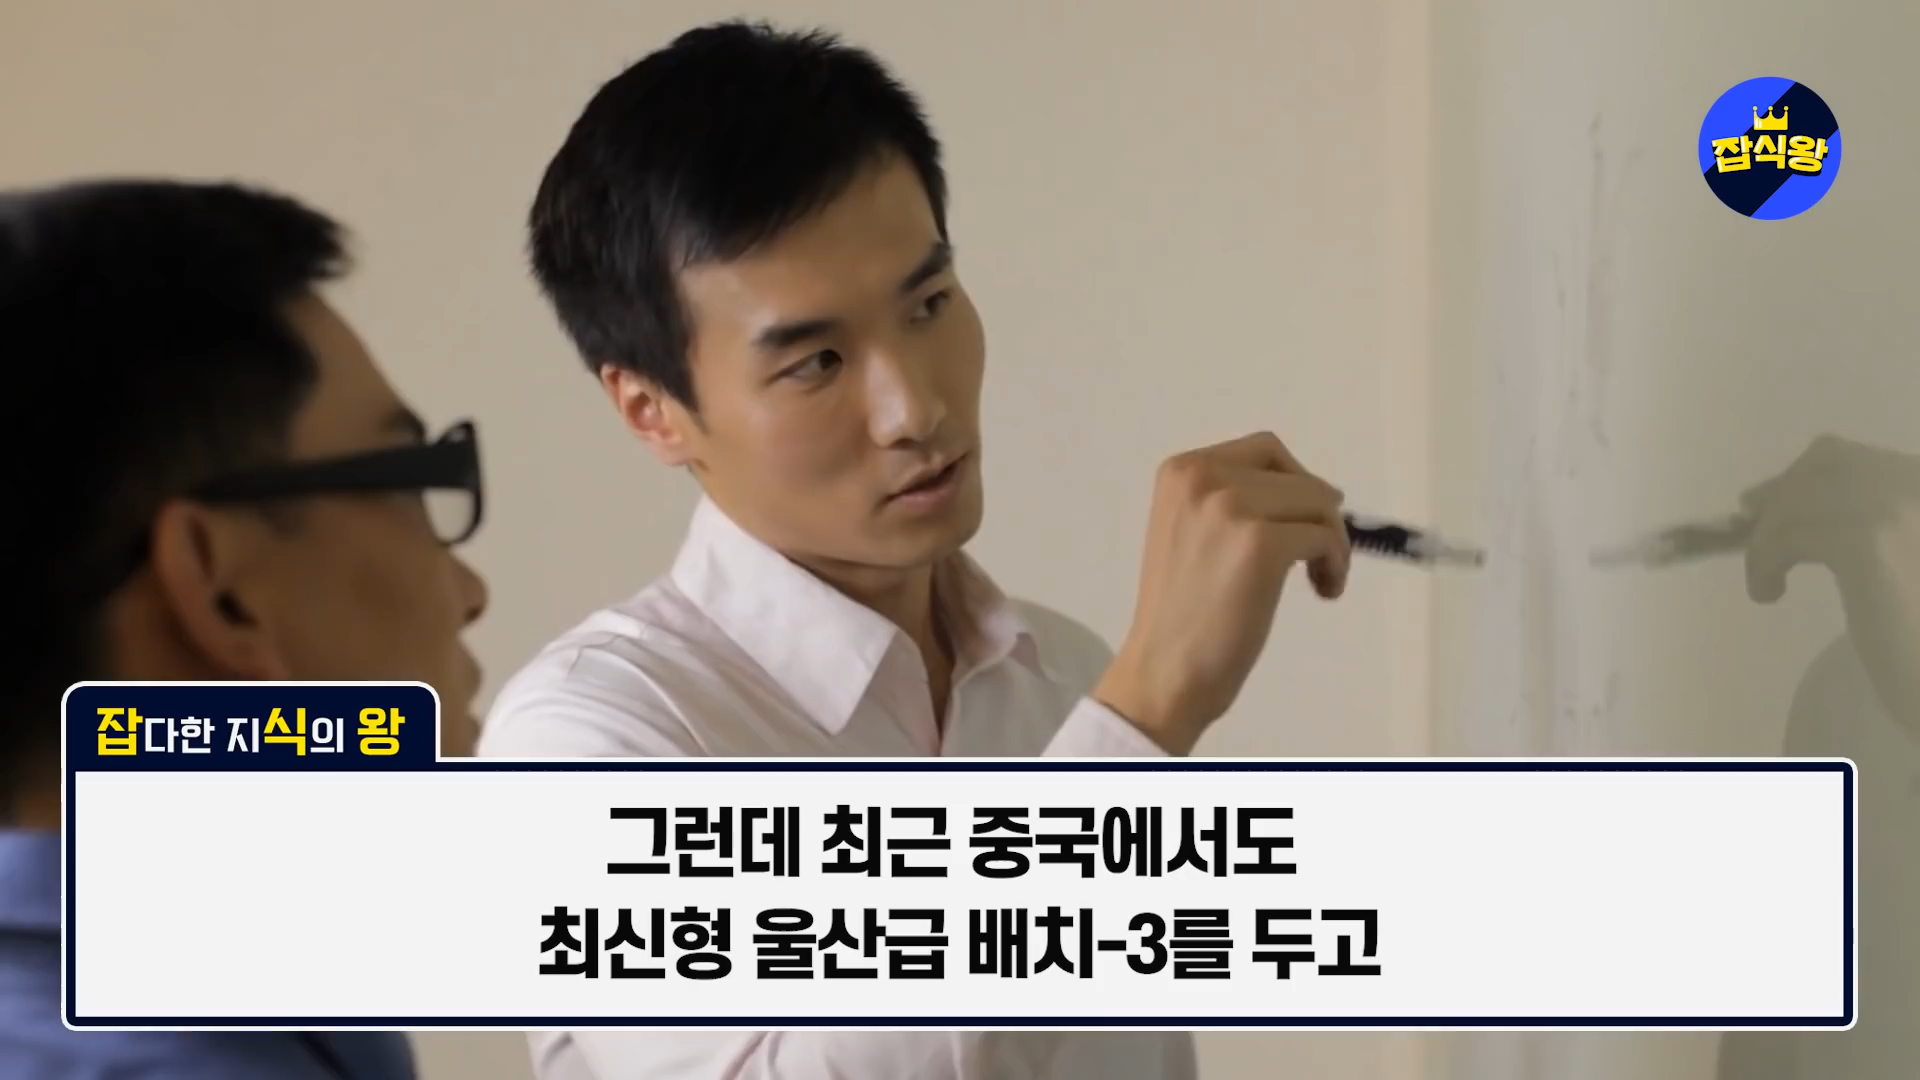 잡식왕
잡다한 지식의 왕
그런데 최근 중국에서도
최신형 울산급 배치-3를 두고